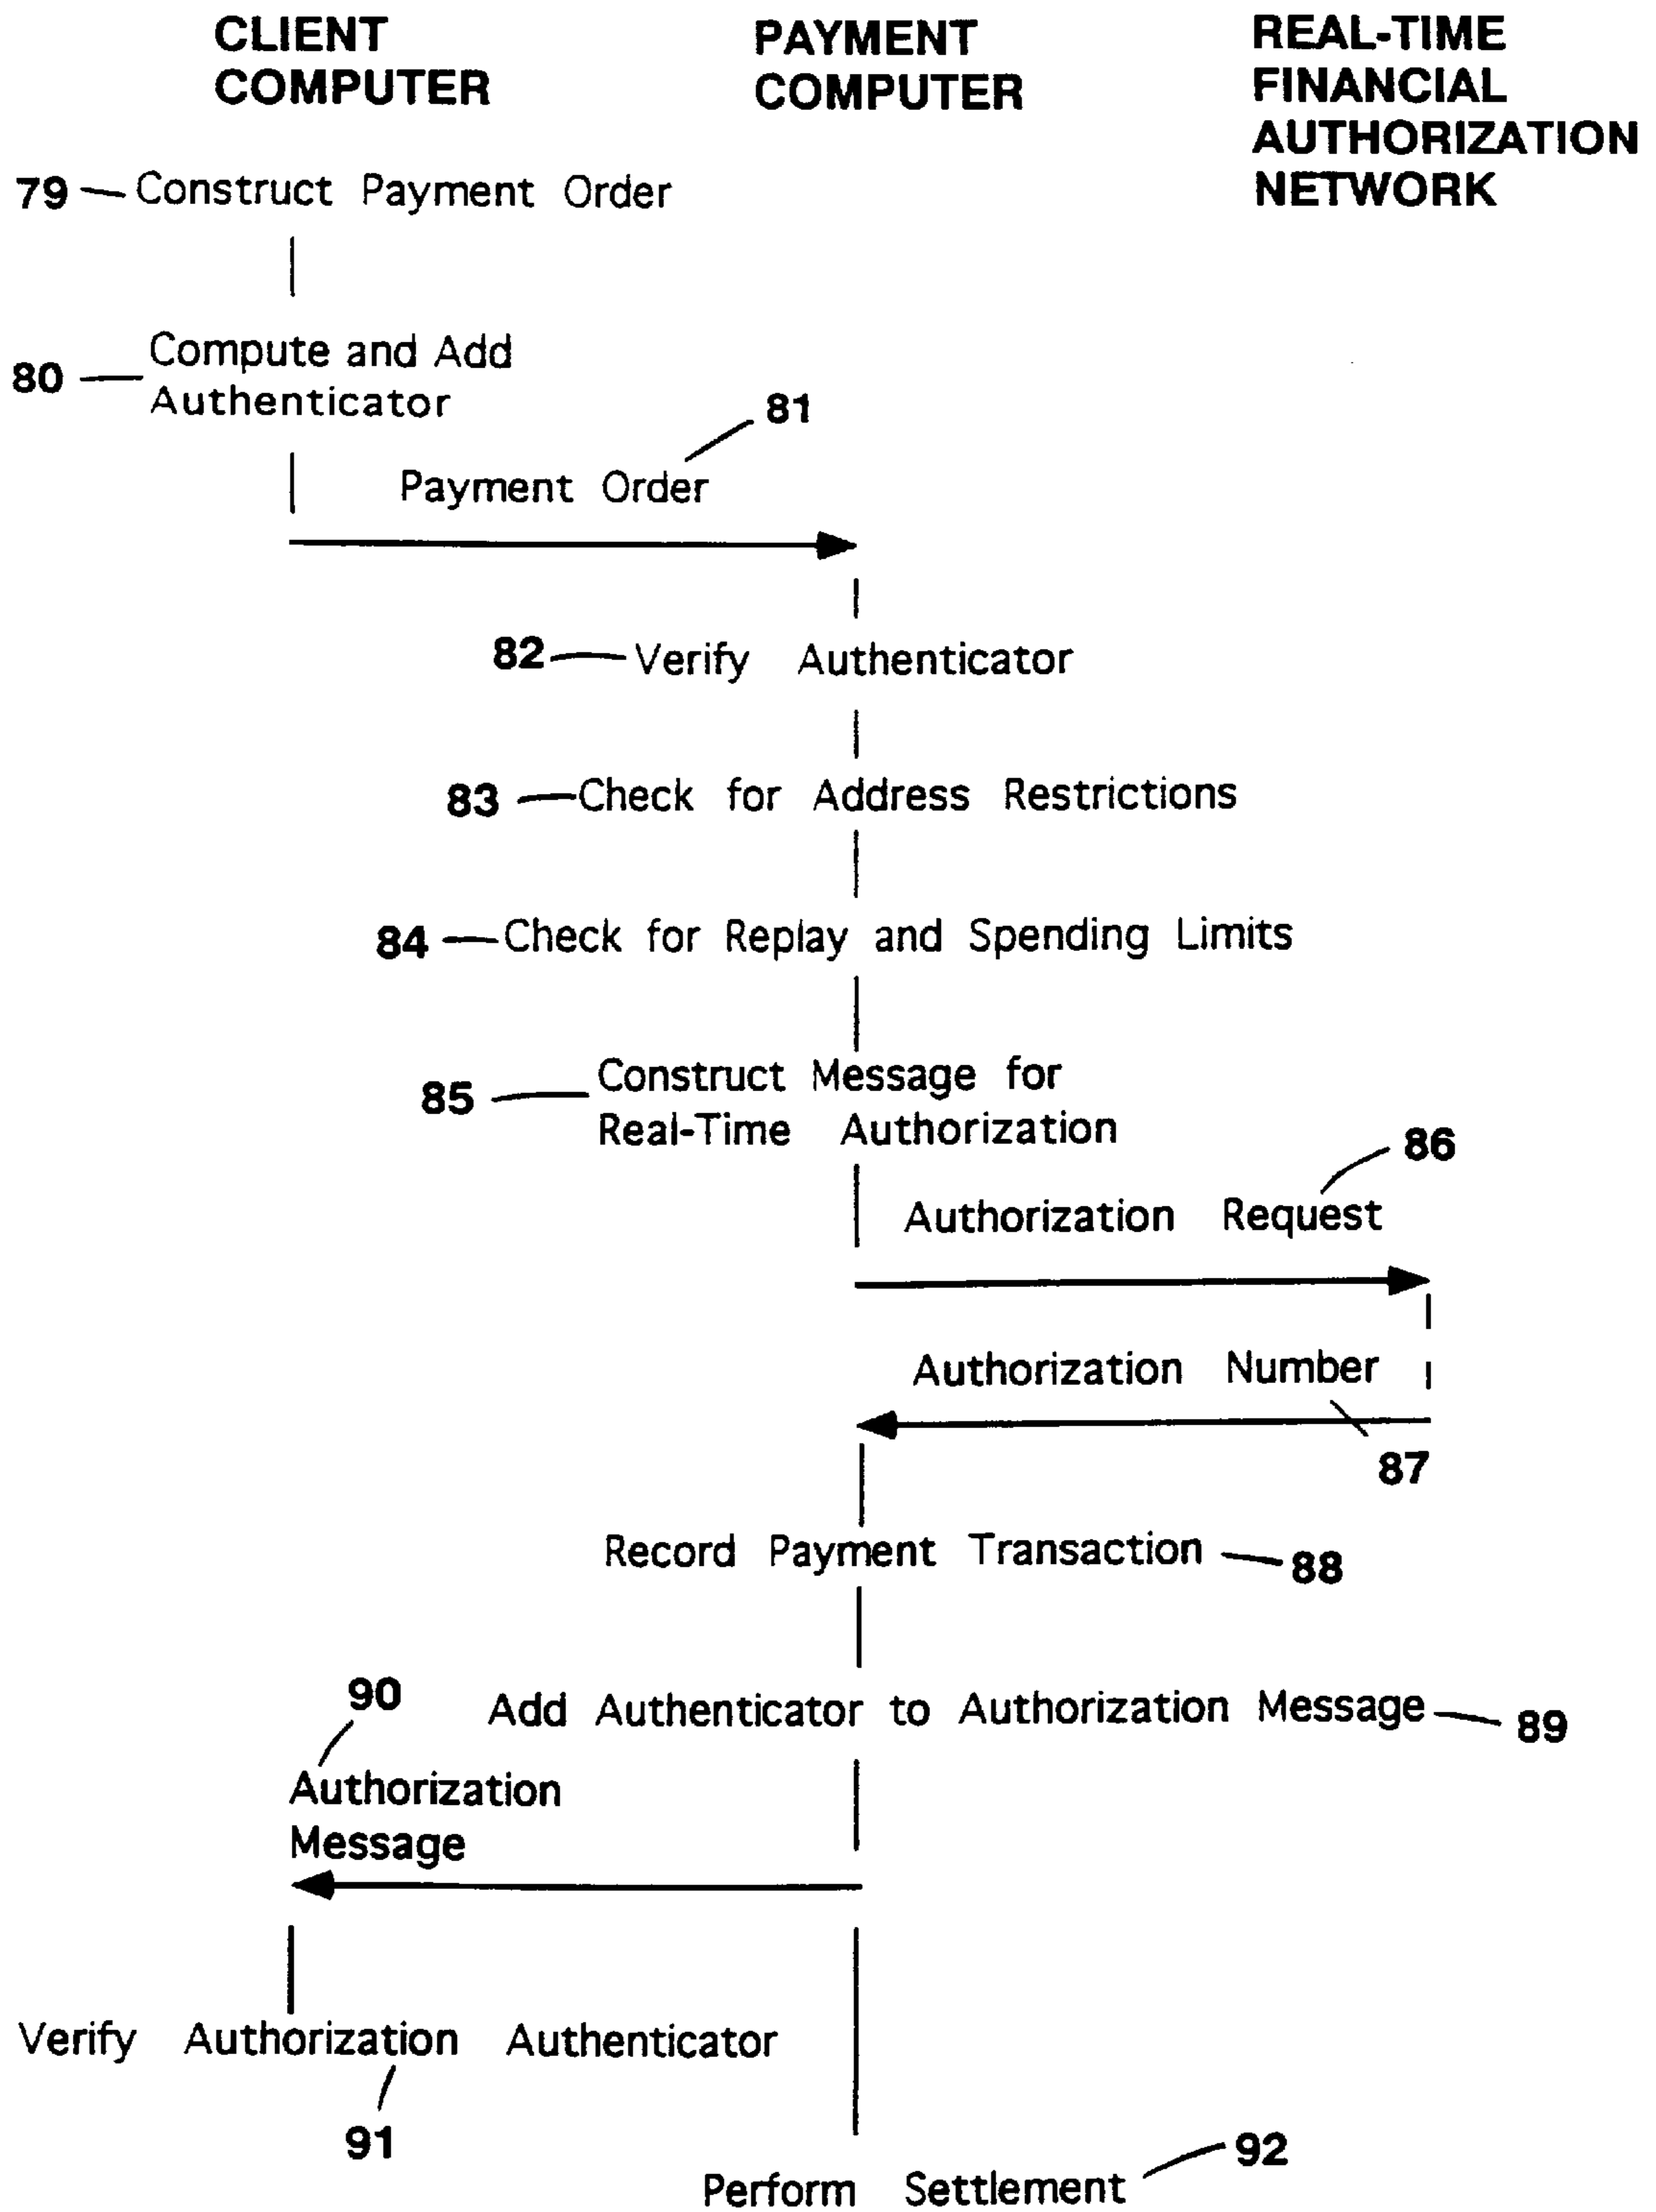 CLIENT
COMPUTER
PAYMENT
COMPUTER
REAL-TIME
FINANCIAL
AUTHORIZATION
NETWORK
79 Construct Payment Order
80 Compute and Add
Authenticator
81
Payment Order
82 Verify Authenticator
83 Check for Address Restrictions
84 Check for Replay and Spending Limits
85 Construct Message for
Real-Time Authorization
86
Authorization Request
Authorization Number
87
Record Payment Transaction 88
Add Authenticator to Authorization Message 89
90
Authorization
Message
Verify Authorization Authenticator
91
92
Perform Settlement